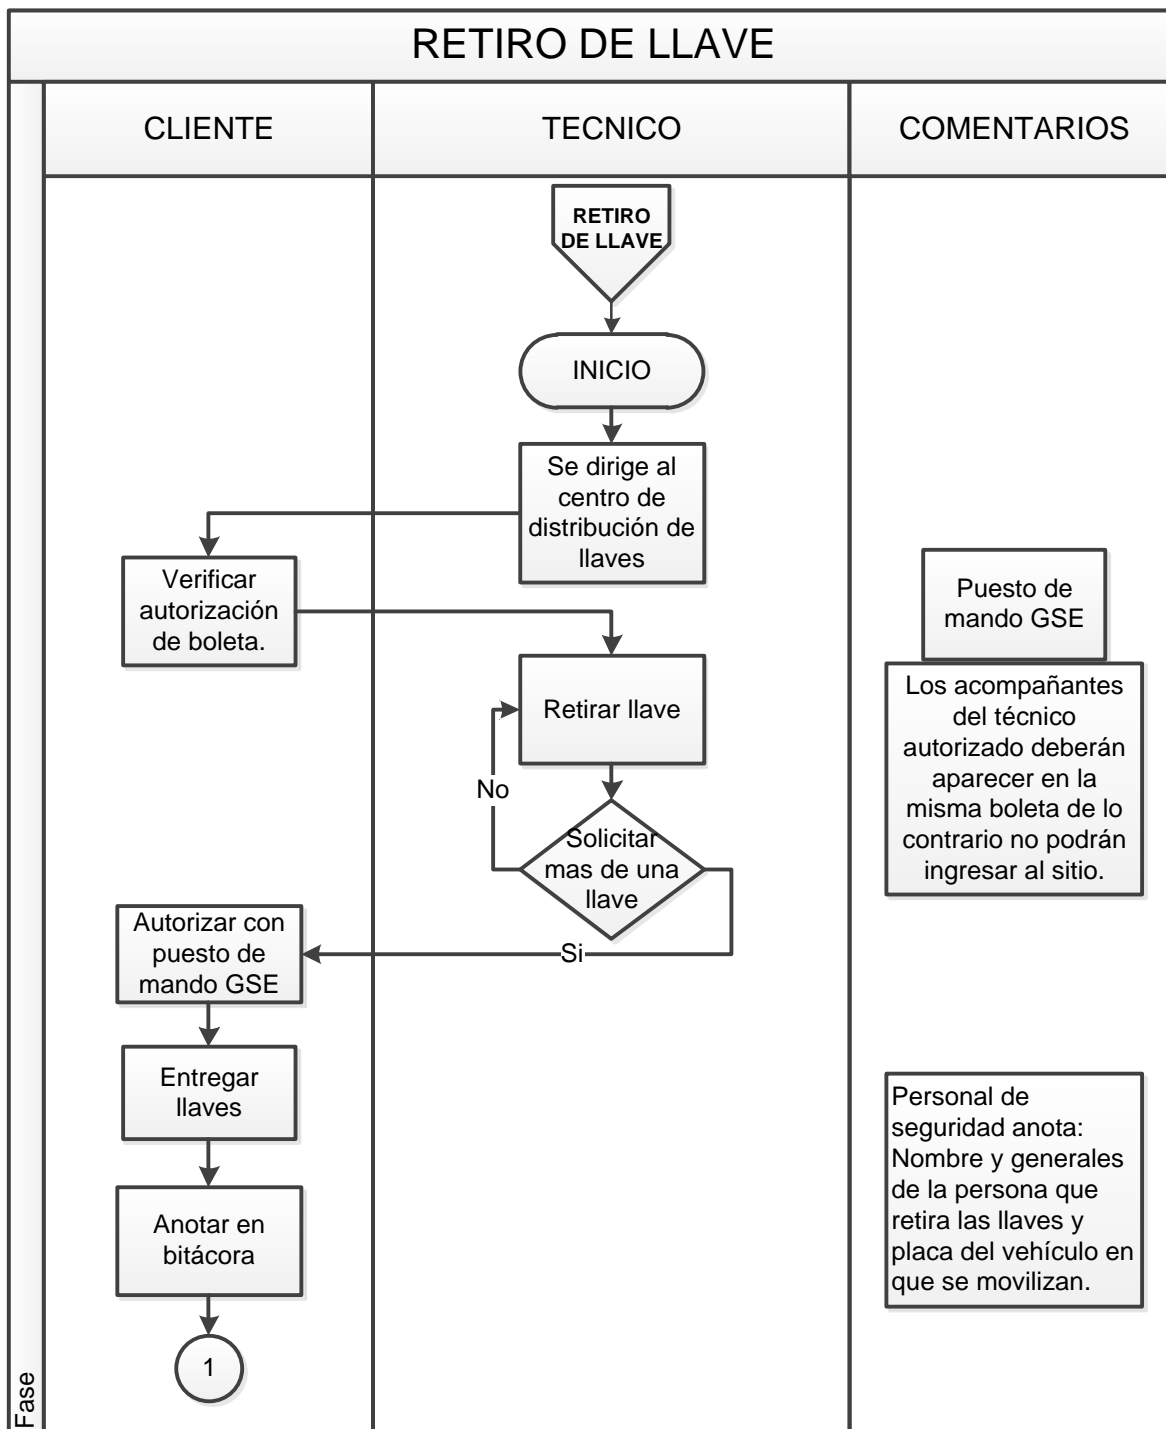 RETIRO DE LLAVE
CLIENTE
TECNICO
COMENTARIOS
RETIRO
DE LLAVE
INICIO
Se dirige al
centro de
distribución de
llaves
Verificar
autorización
de boleta.
Puesto de
mando GSE
Retirar llave
Los acompañantes
del técnico
autorizado deberán
aparecer en la
misma boleta de lo
contrario no podrán
ingresar al sitio.
No
Solicitar
mas de una
llave
Si
Autorizar con
puesto de
mando GSE
Entregar
llaves
Personal de
seguridad anota:
Nombre y generales
de la persona que
retira las llaves y
placa del vehículo en
que se movilizan.
Anotar en
bitácora
1
Fase